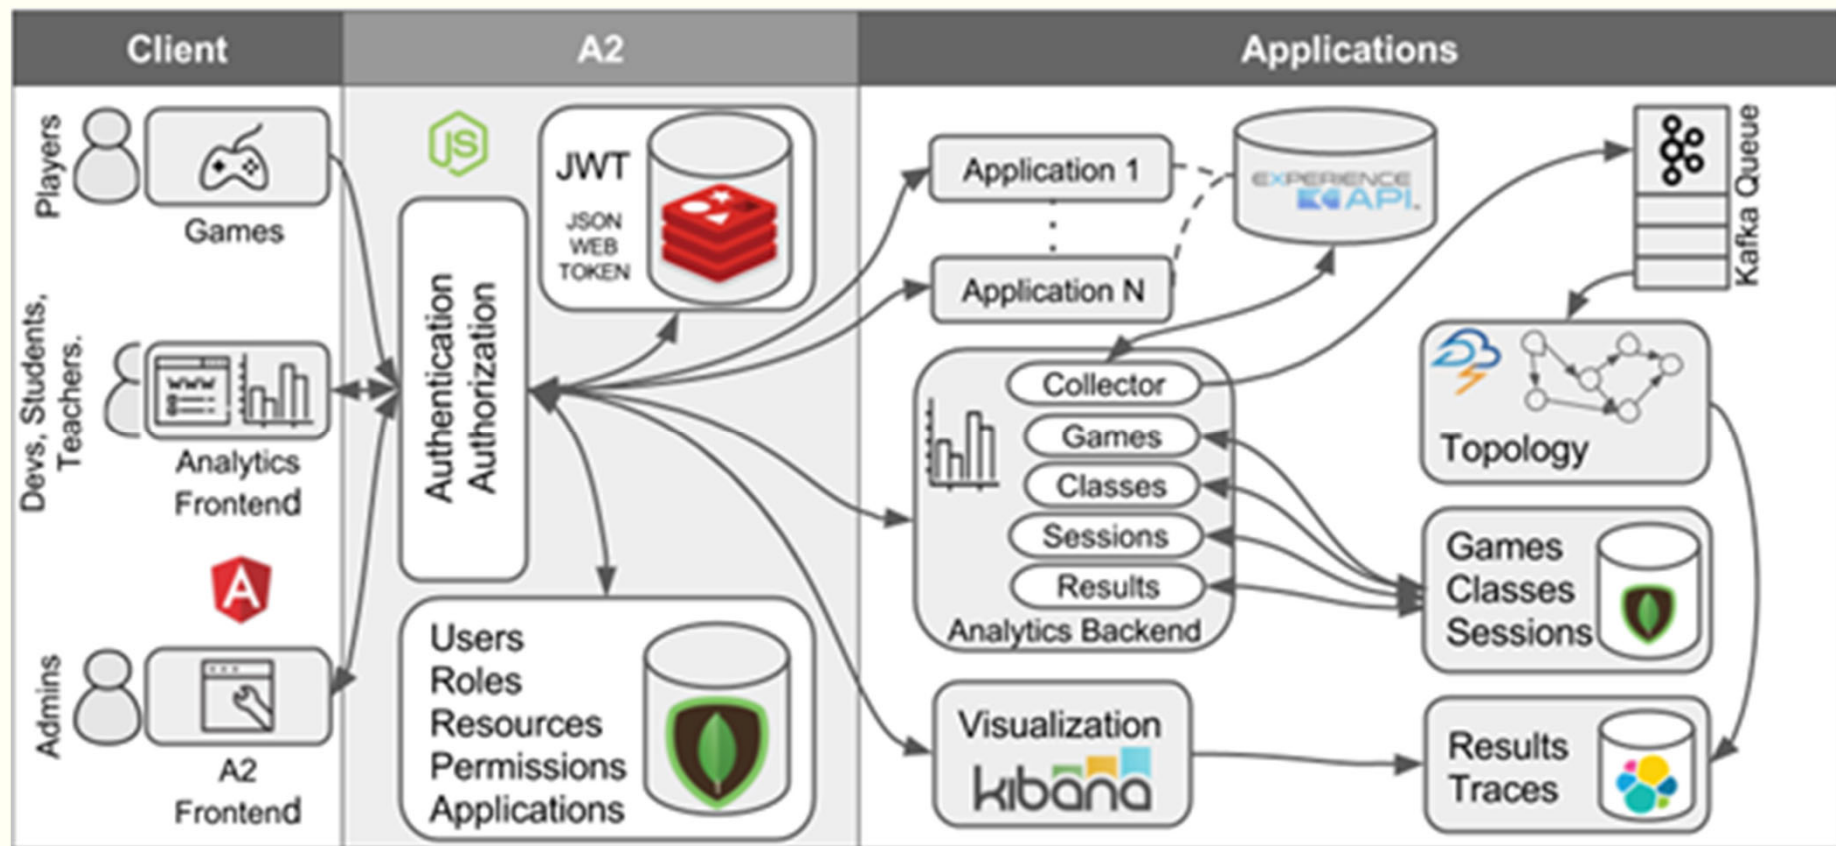 Client
A2
Applications
Players
Games
Devs, Students,
Teachers.
Analytics
Frontend
Admins
A2
Frontend
JS
Authentication
Authorization
JWT
JSON
WEB
TOKEN
Users
Roles
Resources
Permissions
Applications
Application 1
Application N
EXPERIENCE
API
Kafka Queue
Collector
Games
Classes
Sessions
Results
Analytics Backend
Topology
Games
Classes
Sessions
Visualization
kibana
Results
Traces
www
A